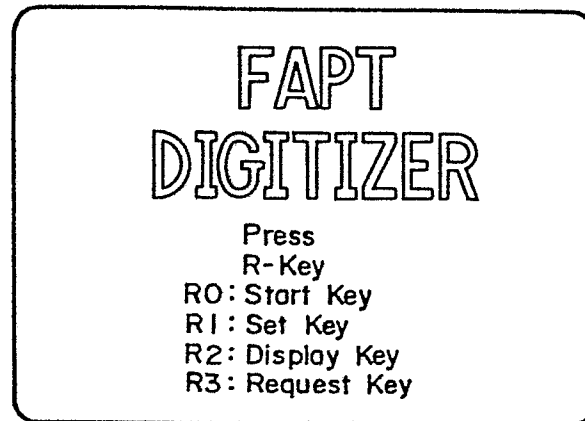 FAPT
DIGITIZER
Press
R-Key
R0: Start Key
R1: Set Key
R2: Display Key
R3: Request Key